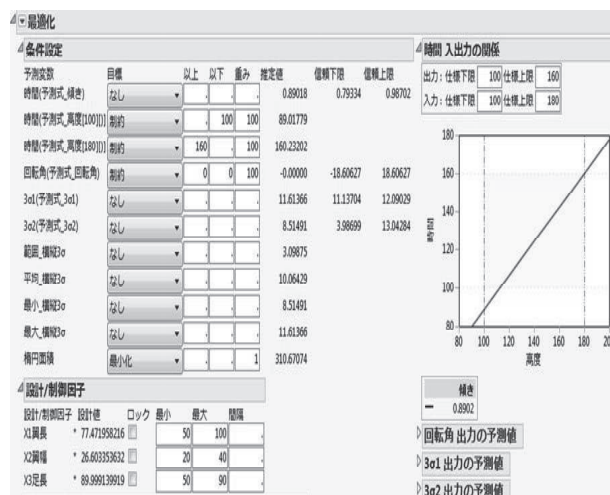 最適化
条件設定
予測変数 目標 以上 以下 重み 推定値 信頼下限 信頼上限
時間(予測式_傾き) なし . . . 0.89018 0.79334 0.98702
時間(予測式_高度[100][)] 制約 . 100 100 89.01779
時間(予測式_高度[180][)] 制約 160 . 100 160.23202
回転角(予測式_回転角) 制約 0 0 100 -0.00000 -18.60627 18.60627
3σ1(予測式_3σ1) なし . . . 11.61366 11.13704 12.09029
3σ2(予測式_3σ2) なし . . . 8.51491 3.98699 13.04284
範囲_横縦3σ なし . . . 3.09875
平均_横縦3σ なし . . . 10.06429
最小_横縦3σ なし . . . 8.51491
最大_横縦3σ なし . . . 11.61366
楕円面積 最小化 . . 1 310.67074
設計/制御因子
設計/制御因子 設計値 ロック 最小 最大 間隔
X1翼長 * 77.471958216 50 100 .
X2翼幅 * 26.603353632 20 40 .
X3足長 * 89.999139919 50 90 .
時間 入出力の関係
出力:仕様下限 100 仕様上限 160
入力:仕様下限 100 仕様上限 180
180
160
140
120
100
80
時間
80 100 120 140 160 180 200
高度
傾き
0.8902
回転角 出力の予測値
3σ1 出力の予測値
3σ2 出力の予測値